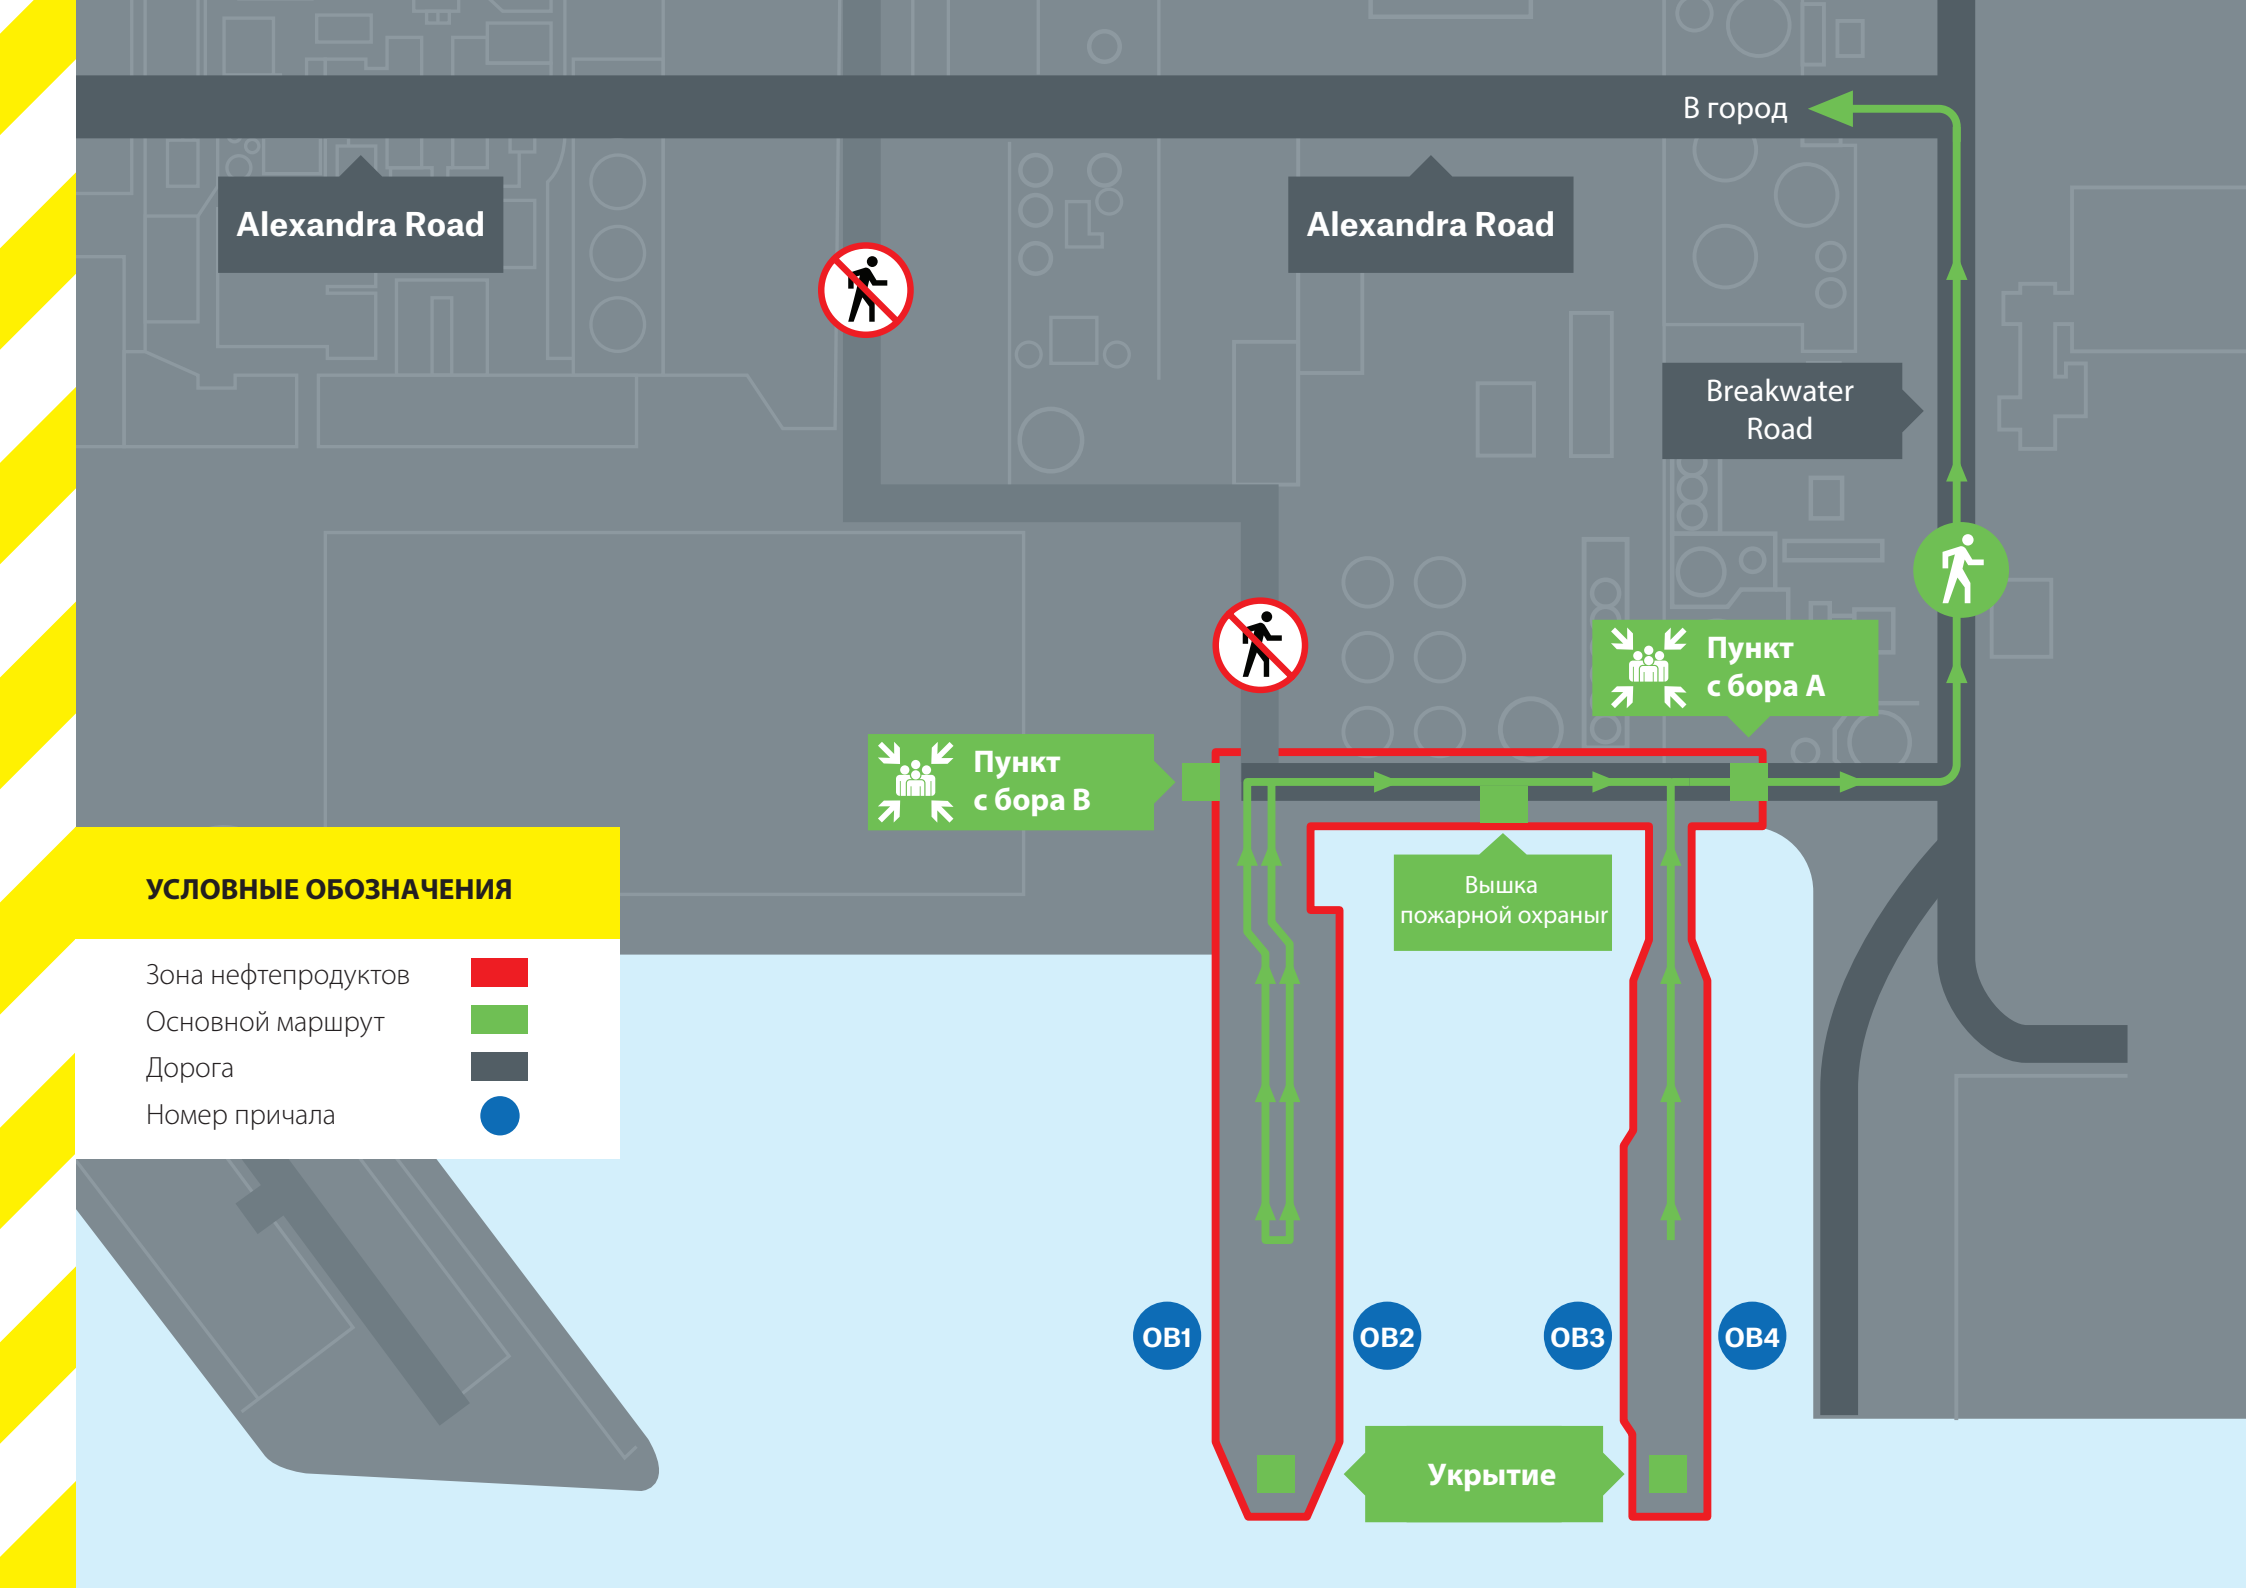 В город
Alexandra Road
Alexandra Road
Breakwater
Road
Пункт
с бора A
Пункт
с бора B
Вышка
пожарной охраныг
УСЛОВНЫЕ ОБОЗНАЧЕНИЯ
Зона нефтепродуктов
Основной маршрут
Дорога
Номер причала
OB1
OB2
OB3
OB4
Укрытие